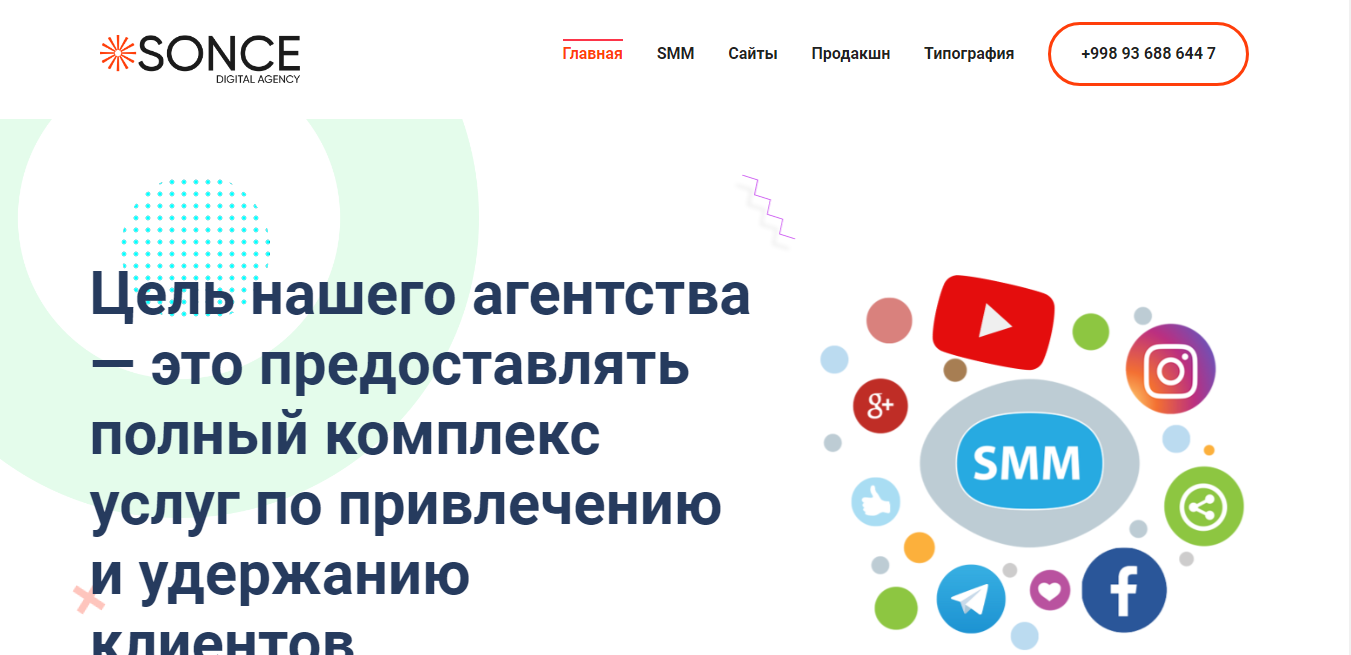 SONCE
DIGITAL AGENCY
Главная SMM Сайты Продакшн Типография +998 93 688 644 7
Цель нашего агентства
— это предоставлять
полный комплекс
услуг по привлечению
и удержанию
клиентов
g+
SMM
f